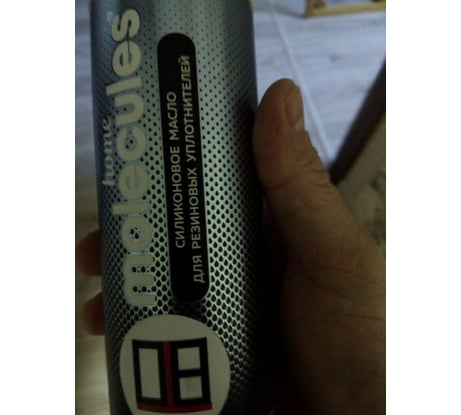 home
molecules
СИЛИКОНОВОЕ МАСЛО
ДЛЯ РЕЗИНОВЫХ УПЛОТНИТЕЛЕЙ